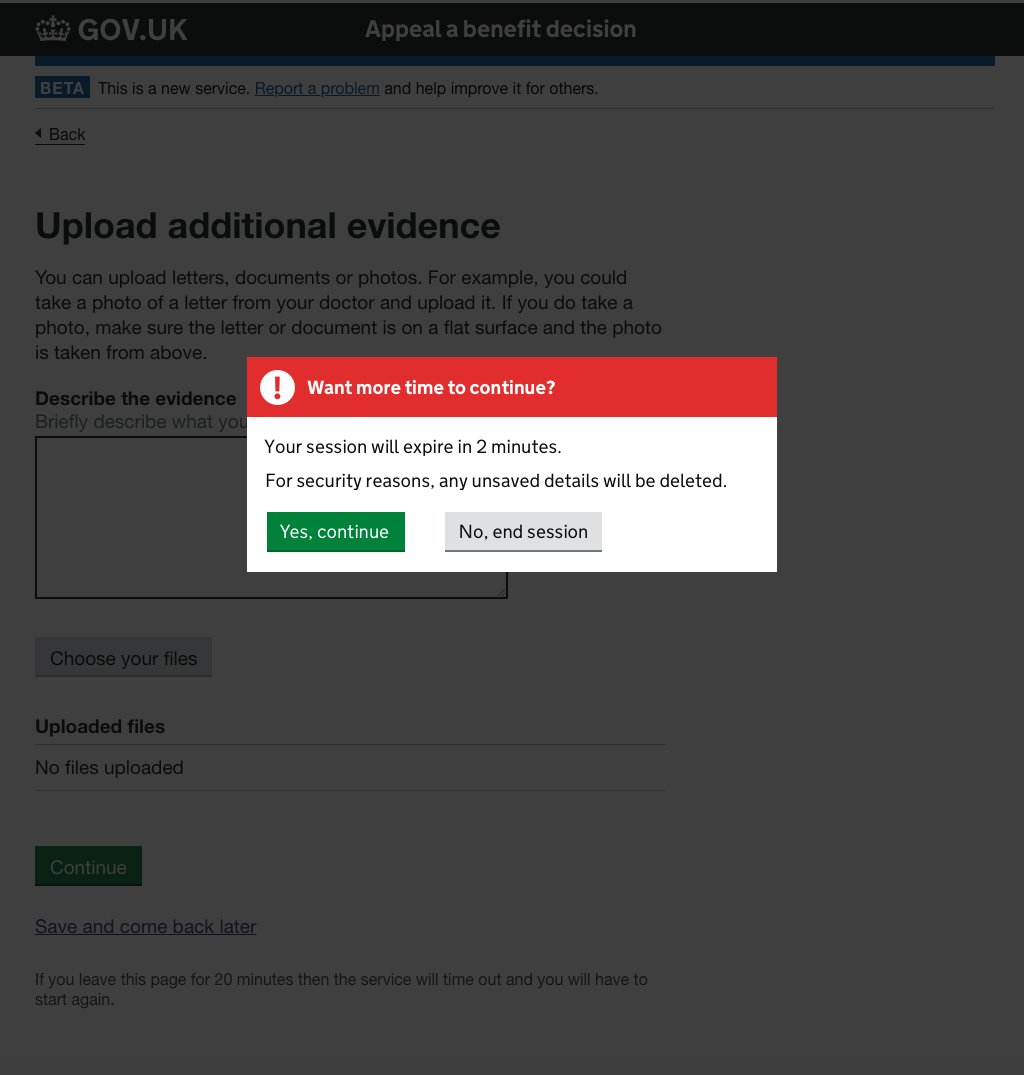 GOV.UK
Appeal a benefit decision
BETA This is a new service. Report a problem and help improve it for others.
Back
Upload additional evidence
You can upload letters, documents or photos. For example, you could
take a photo of a letter from your doctor and upload it. If you do take a
photo, make sure the letter or document is on a flat surface and the photo
is taken from above.
Describe the evidence
Briefly describe what you
Want more time to continue?
Your session will expire in 2 minutes.
For security reasons, any unsaved details will be deleted.
Yes, continue
No, end session
Choose your files
Uploaded files
No files uploaded
Continue
Save and come back later
If you leave this page for 20 minutes then the service will time out and you will have to
start again.